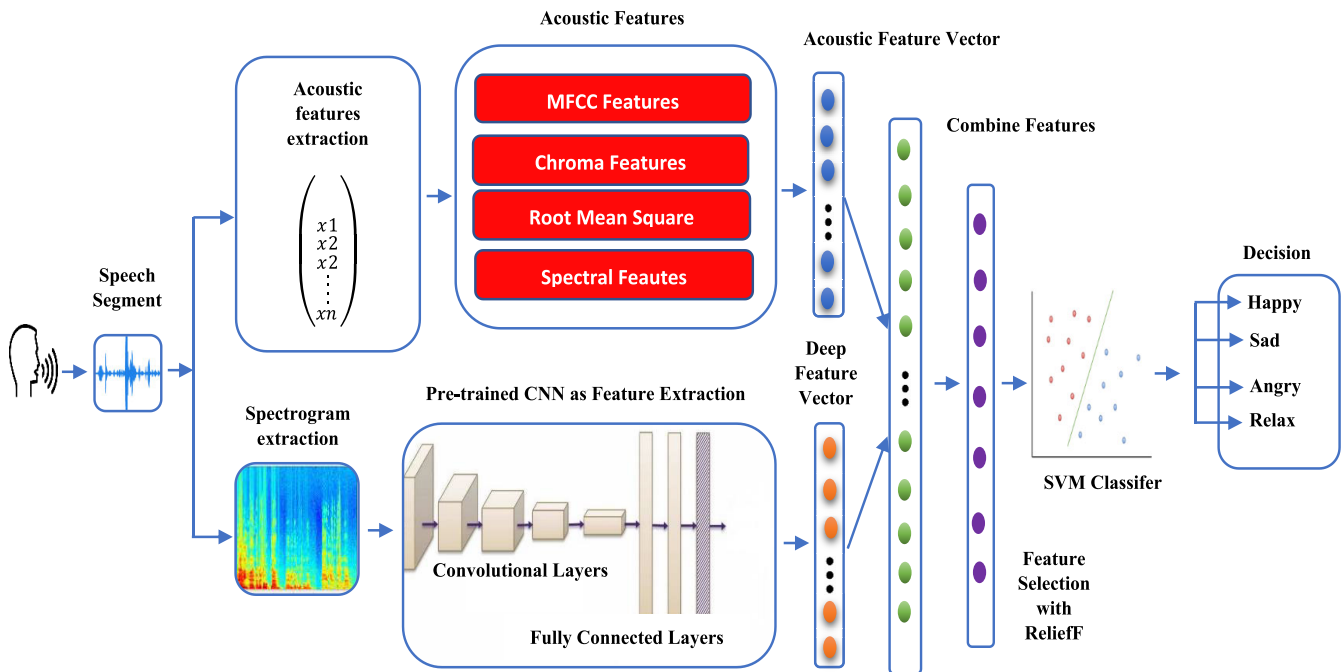 Speech
Segment
Acoustic
features
extraction
x1
x2
x2
xn
Acoustic Features
MFCC Features
Chroma Features
Root Mean Square
Spectral Feautes
Acoustic Feature Vector
Spectrogram
extraction
Pre-trained CNN as Feature Extraction
Convolutional Layers
Fully Connected Layers
Deep
Feature
Vector
Combine Features
Feature
Selection
with
ReliefF
SVM Classifer
Decision
Happy
Sad
Angry
Relax